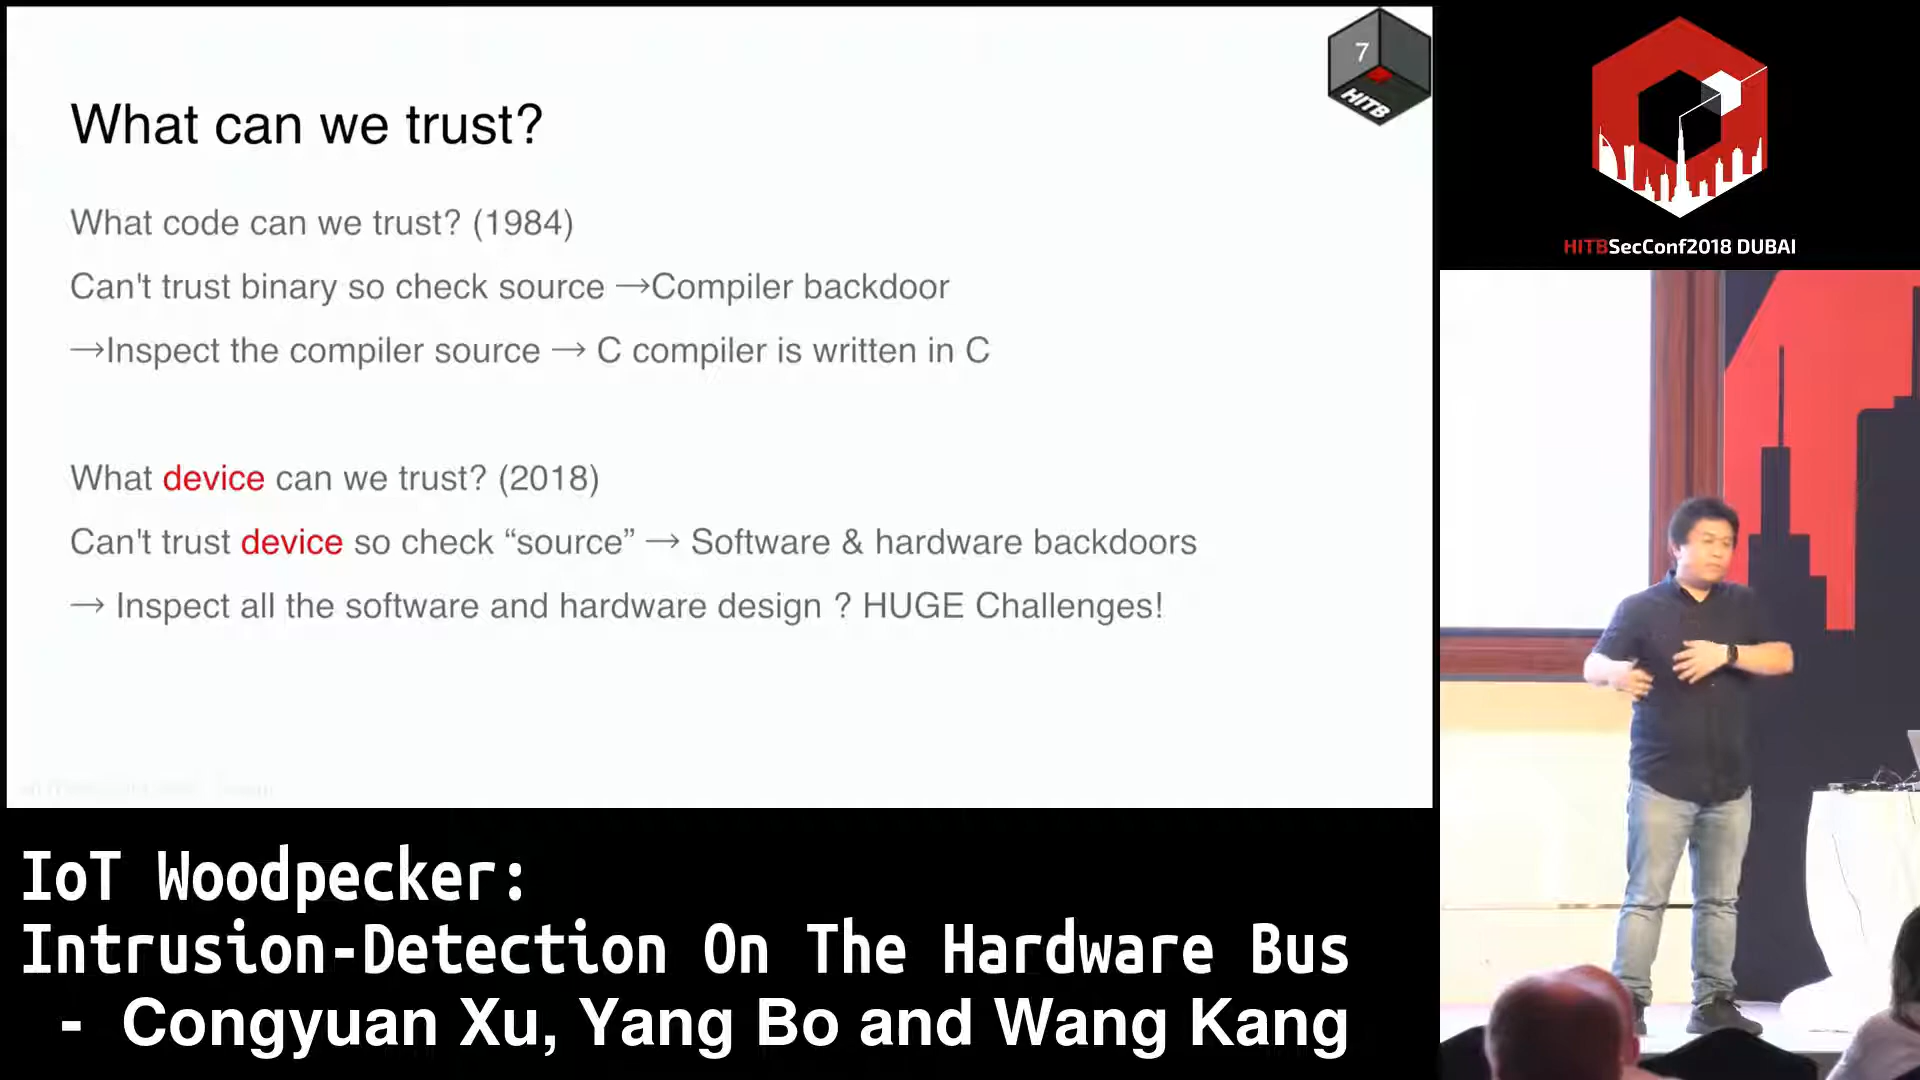 7
HITB
What can we trust?
What code can we trust? (1984)
Can't trust binary so check source →Compiler backdoor
→Inspect the compiler source → C compiler is written in C
What device can we trust? (2018)
Can't trust device so check “source” → Software & hardware backdoors
→ Inspect all the software and hardware design ? HUGE Challenges!
HITBSecConf2018 DUBAI
IoT Woodpecker:
Intrusion-Detection On The Hardware Bus
- Congyuan Xu, Yang Bo and Wang Kang